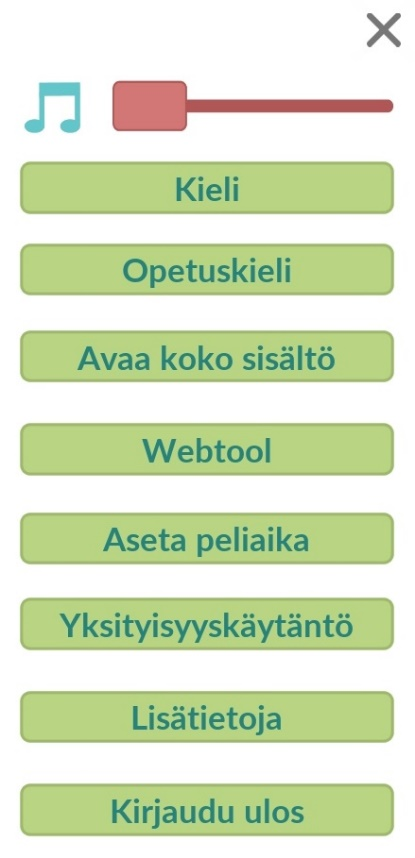 Kieli
Opetuskieli
Avaa koko sisältö
Webtool
Aseta peliaika
Yksityisyyskäytäntö
Lisätietoja
Kirjaudu ulos